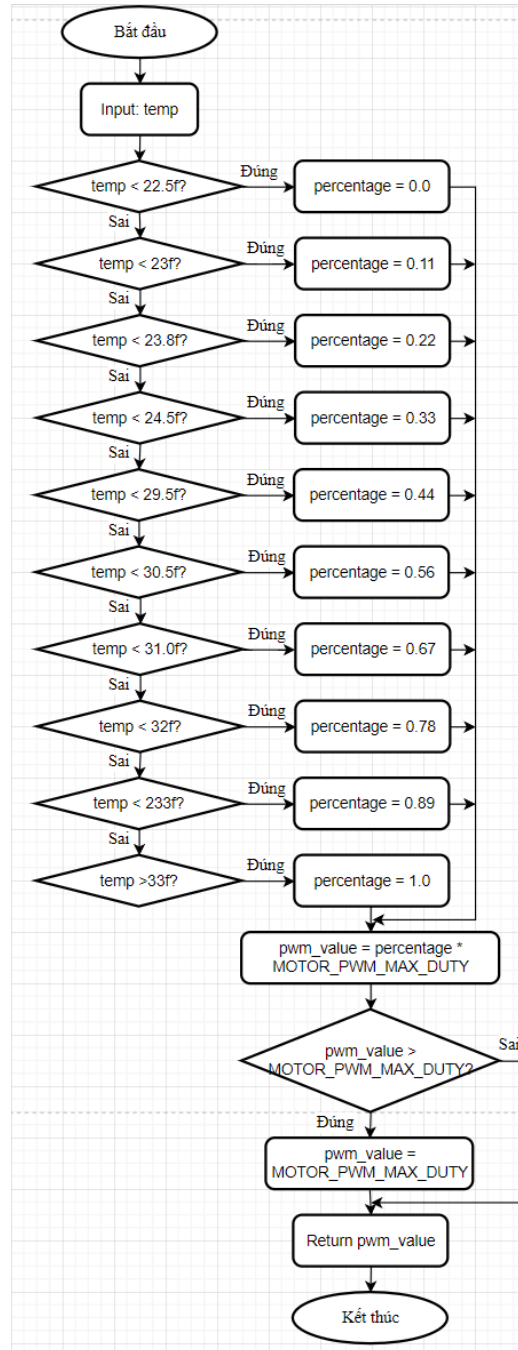 Bắt đầu
Input: temp
temp < 22.5f?
Đúng
percentage = 0.0
Sai
temp < 23f?
Đúng
percentage = 0.11
Sai
temp < 23.8f?
Đúng
percentage = 0.22
Sai
temp < 24.5f?
Đúng
percentage = 0.33
Sai
temp < 29.5f?
Đúng
percentage = 0.44
Sai
temp < 30.5f?
Đúng
percentage = 0.56
Sai
temp < 31.0f?
Đúng
percentage = 0.67
Sai
temp < 32f?
Đúng
percentage = 0.78
Sai
temp < 233f?
Đúng
percentage = 0.89
Sai
temp >33f?
Đúng
percentage = 1.0
pwm_value = percentage *
MOTOR_PWM_MAX_DUTY
pwm_value >
MOTOR_PWM_MAX_DUTY?
Sai
Đúng
pwm_value =
MOTOR_PWM_MAX_DUTY
Return pwm_value
Kết thúc